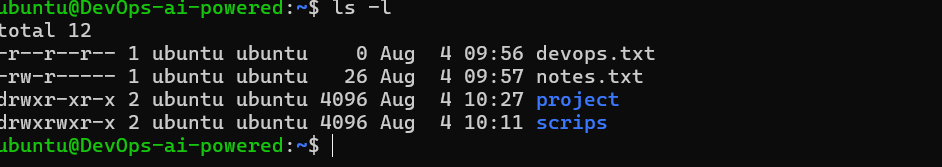 ubuntu@DevOps-ai-powered:~$ ls -l
total 12
-r--r--r-- 1 ubuntu ubuntu    0 Aug  4 09:56 devops.txt
-rw-r----- 1 ubuntu ubuntu   26 Aug  4 09:57 notes.txt
drwxr-xr-x 2 ubuntu ubuntu 4096 Aug  4 10:27 project
drwxrwxr-x 2 ubuntu ubuntu 4096 Aug  4 10:11 scrips
ubuntu@DevOps-ai-powered:~$